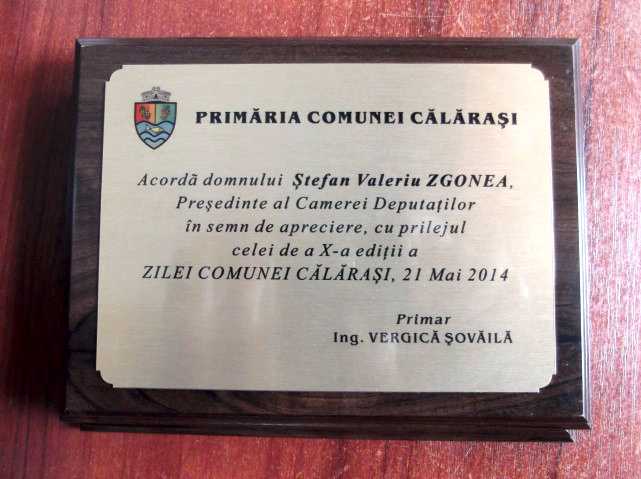 PRIMĂRIA COMUNEI CĂLĂRAŞI
Acordă domnului Ştefan Valeriu ZGONEA,
Preşedinte al Camerei Deputaţilor
în semn de apreciere, cu prilejul
celei de a X-a ediţii a
ZILEI COMUNEI CĂLĂRAŞI, 21 Mai 2014
Primar
Ing. VERGICĂ ŞOVĂILĂ